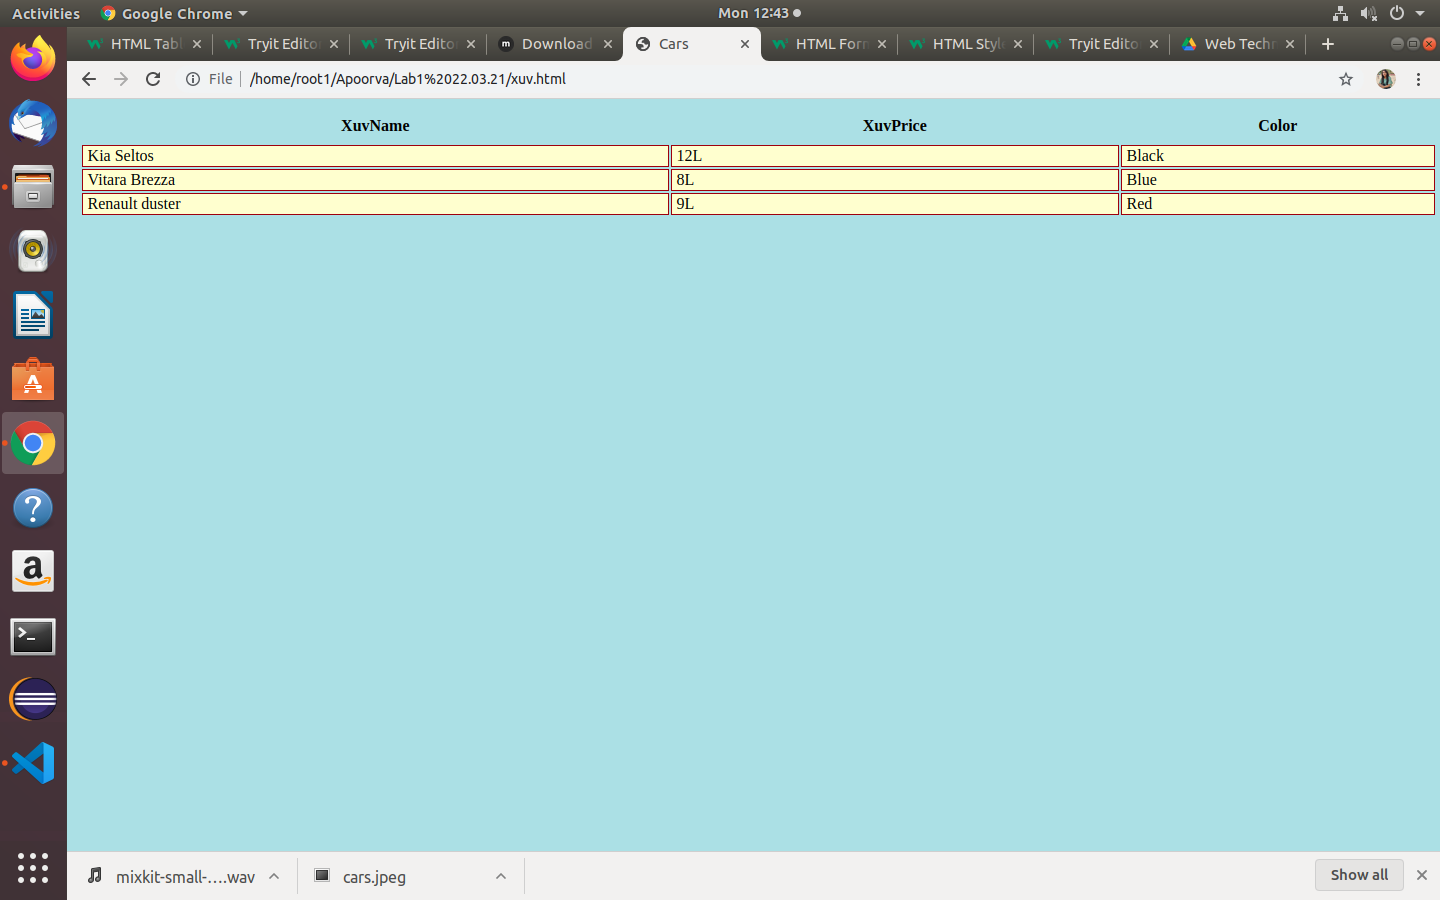 Activities Google Chrome Mon 12:43
HTML Tabl Tryit Edito Tryit Edito Download Cars HTML Forn HTML Style Tryit Edito Web Techn
File /home/root1/Apoorva/Lab1%2022.03.21/xuv.html
XuvName XuvPrice Color
Kia Seltos 12L Black
Vitara Brezza 8L Blue
Renault duster 9L Red
mixkit-small-....wav cars.jpeg Show all